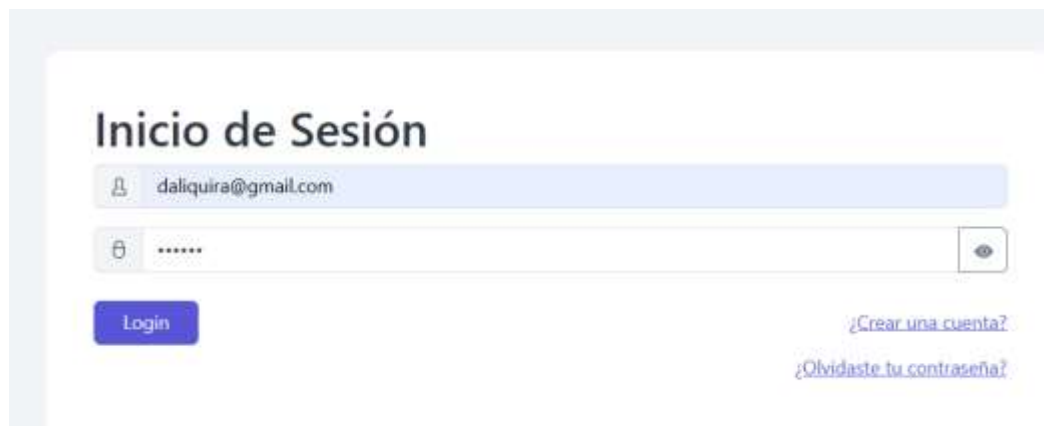 Inicio de Sesión
daliquira@gmail.com
••••••
Login
¿Crear una cuenta?
¿Olvidaste tu contraseña?